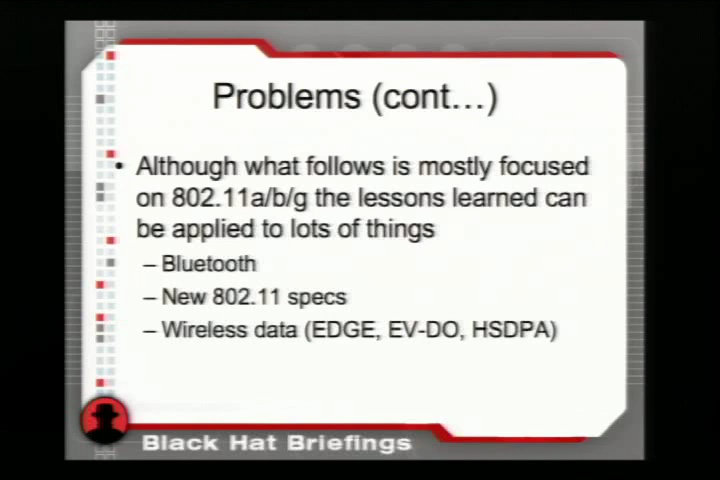 Problems (cont…)
• Although what follows is mostly focused
on 802.11a/b/g the lessons learned can
be applied to lots of things
– Bluetooth
– New 802.11 specs
– Wireless data (EDGE, EV-DO, HSDPA)
Black Hat Briefings